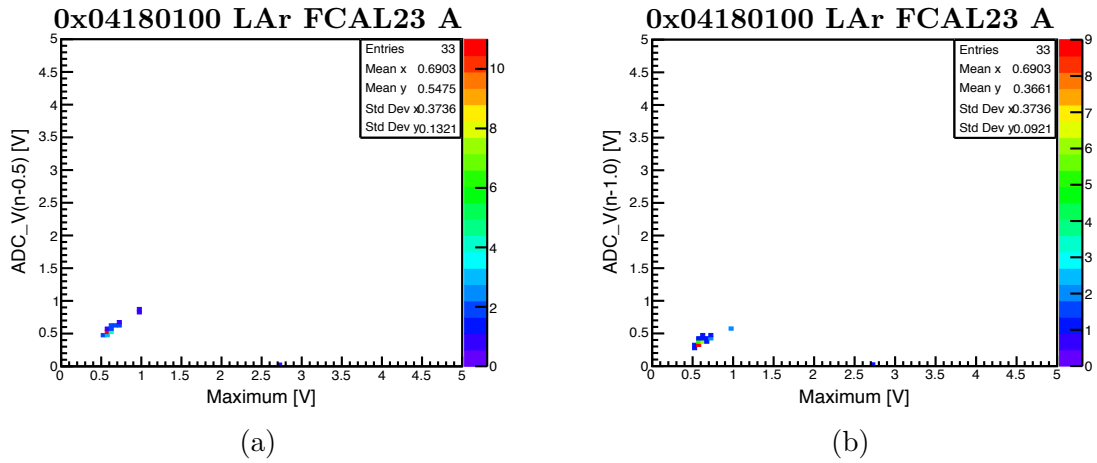 0x04180100 LAr FCAL23 A
Entries 33
Mean x 0.6903
Mean y 0.5475
Std Dev x0.3736
Std Dev y0.1321
ADC_V(n-0.5) [V]
5
4.5
4
3.5
3
2.5
2
1.5
1
0.5
0
0 0.5 1 1.5 2 2.5 3 3.5 4 4.5 5
Maximum [V]
10
8
6
4
2
0
(a)
0x04180100 LAr FCAL23 A
Entries 33
Mean x 0.6903
Mean y 0.3661
Std Dev x0.3736
Std Dev y0.0921
ADC_V(n-1.0) [V]
5
4.5
4
3.5
3
2.5
2
1.5
1
0.5
0
0 0.5 1 1.5 2 2.5 3 3.5 4 4.5 5
Maximum [V]
9
8
7
6
5
4
3
2
1
0
(b)